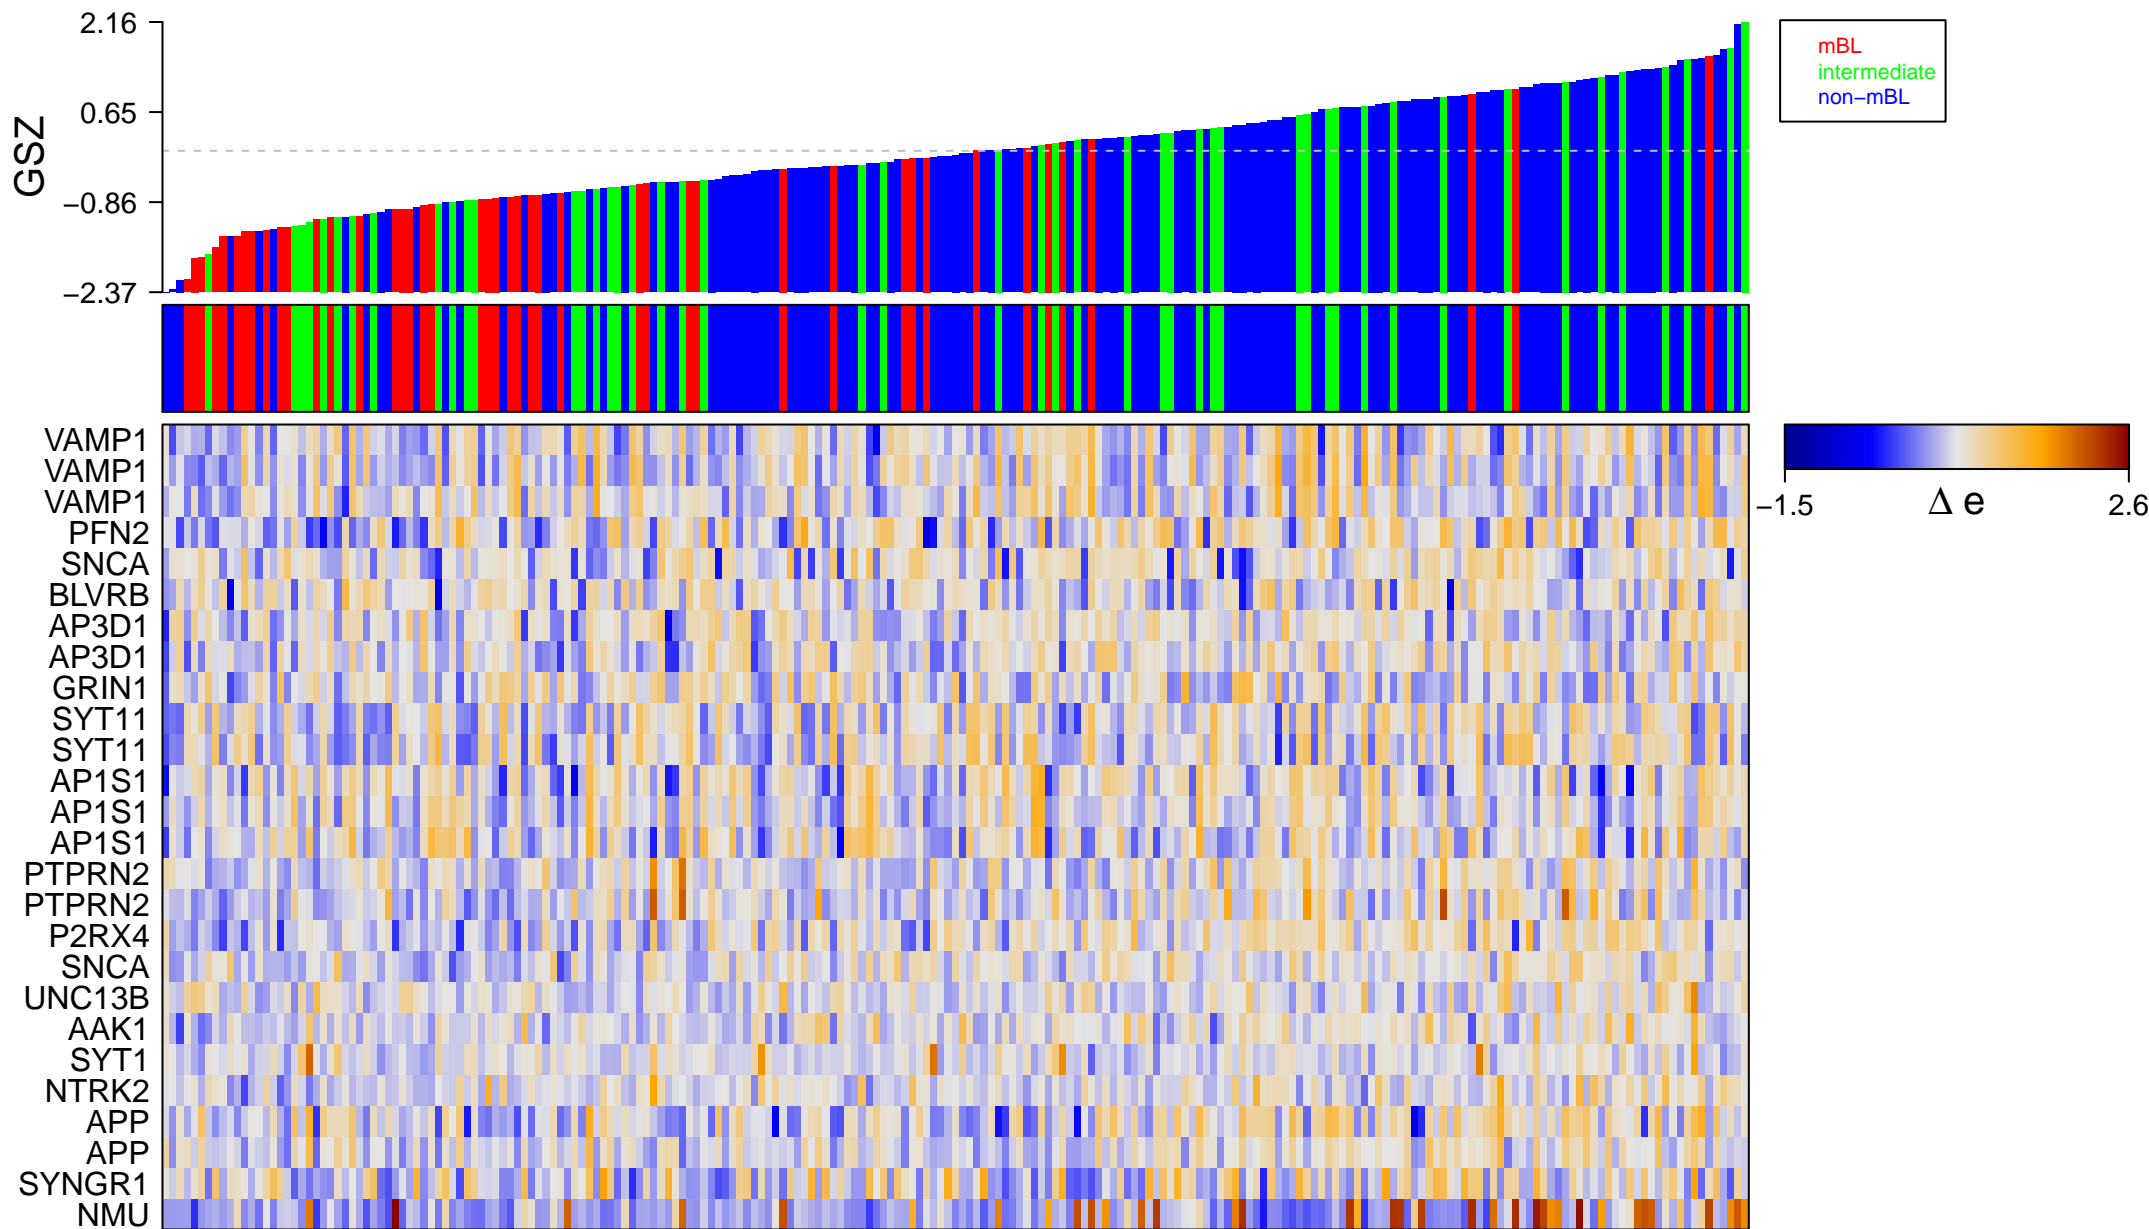 2.16
0.65
−0.86
−2.37
GSZ
mBL
intermediate
non−mBL
VAMP1
VAMP1
VAMP1
PFN2
SNCA
BLVRB
AP3D1
AP3D1
GRIN1
SYT11
SYT11
AP1S1
AP1S1
AP1S1
PTPRN2
PTPRN2
P2RX4
SNCA
UNC13B
AAK1
SYT1
NTRK2
APP
APP
SYNGR1
NMU
−1.5
Δ e
2.6